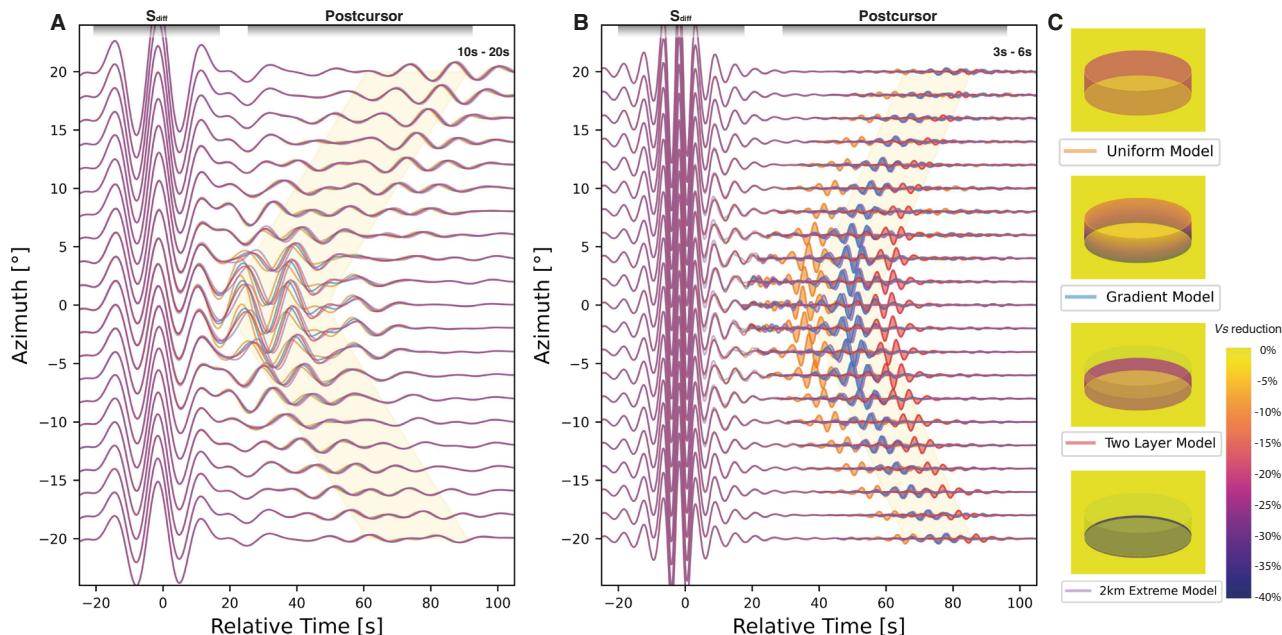 A
S_diff
Postcursor
10s - 20s
20
15
10
5
0
−5
−10
−15
−20
Azimuth [°]
−20 0 20 40 60 80 100
Relative Time [s]
B
S_diff
Postcursor
3s - 6s
20
15
10
5
0
−5
−10
−15
−20
Azimuth [°]
−20 0 20 40 60 80 100
Relative Time [s]
C
Uniform Model
Gradient Model
Two Layer Model
2km Extreme Model
Vs reduction
0%
-5%
-10%
-15%
-20%
-25%
-30%
-35%
-40%